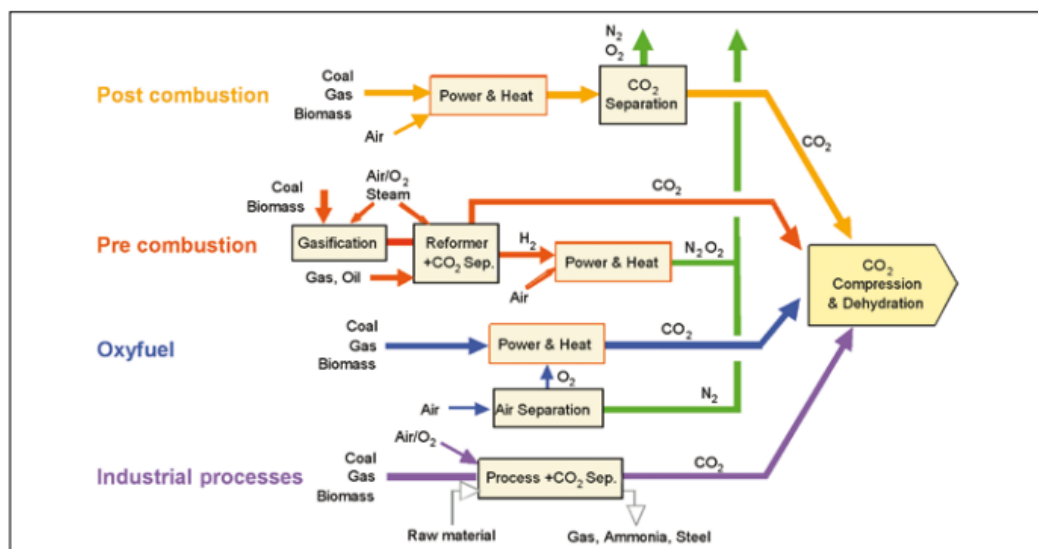 N₂
O₂
Post combustion
Coal
Gas
Biomass
Air
Power & Heat
CO₂
Separation
CO₂
Pre combustion
Coal
Biomass
Air/O₂
Steam
Gasification
Reformer
+CO₂ Sep.
Gas, Oil
H₂
Air
Power & Heat
N₂ O₂
CO₂
CO₂
Compression
& Dehydration
Oxyfuel
Coal
Gas
Biomass
Power & Heat
CO₂
O₂
Air
Air Separation
N₂
Industrial processes
Air/O₂
Coal
Gas
Biomass
Process +CO₂ Sep.
CO₂
Raw material
Gas, Ammonia, Steel